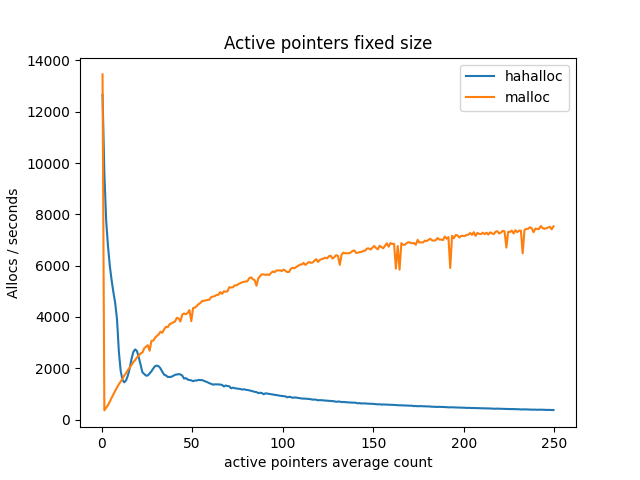 Active pointers fixed size
hahalloc
malloc
Allocs / seconds
14000
12000
10000
8000
6000
4000
2000
0
0 50 100 150 200 250
active pointers average count